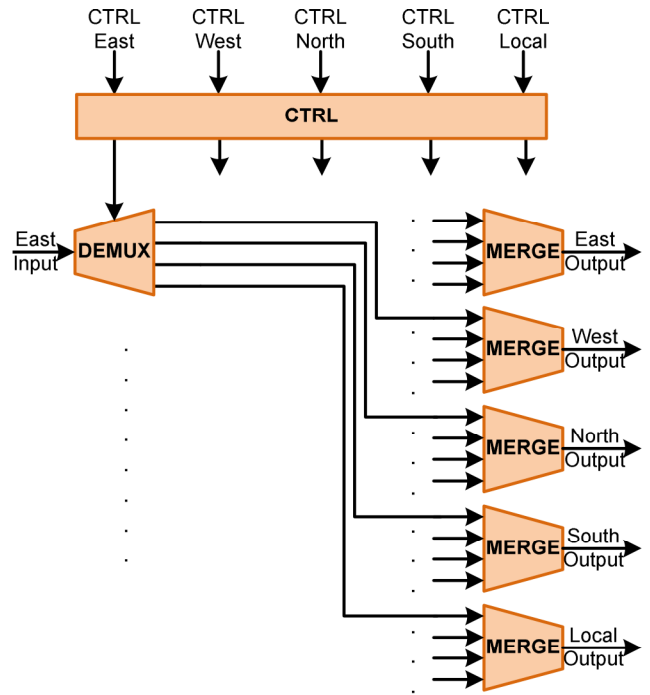 CTRL East
CTRL West
CTRL North
CTRL South
CTRL Local
CTRL
East Input
DEMUX
MERGE
East Output
MERGE
West Output
MERGE
North Output
MERGE
South Output
MERGE
Local Output